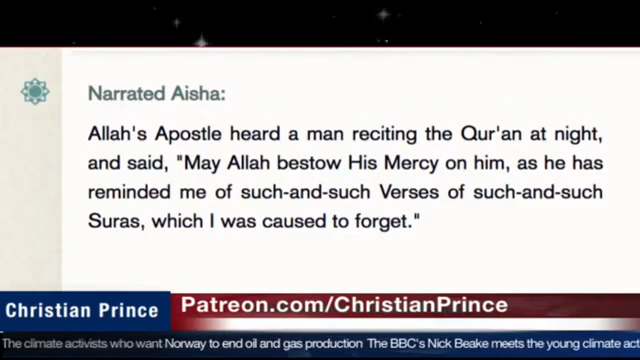 Narrated Aisha:
Allah's Apostle heard a man reciting the Qur'an at night,
and said, "May Allah bestow His Mercy on him, as he has
reminded me of such-and-such Verses of such-and-such
Suras, which I was caused to forget."
Christian Prince
Patreon.com/ChristianPrince
The climate activists who want Norway to end oil and gas production The BBC's Nick Beake meets the young climate act